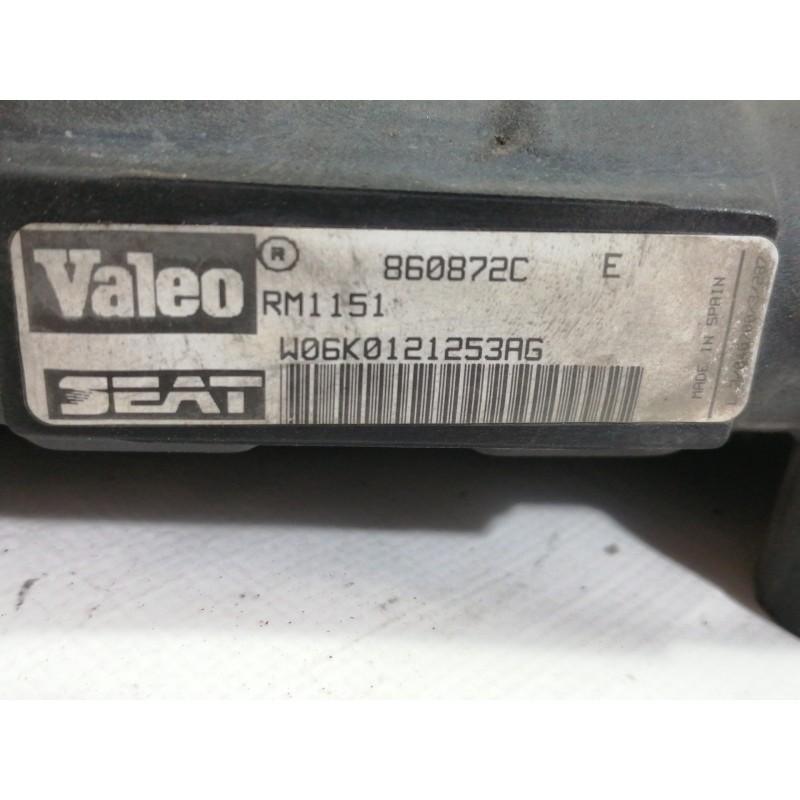 Valeo ® 860872C E
RM1151
W06K0121253AG
SEAT
MADE IN SPAIN